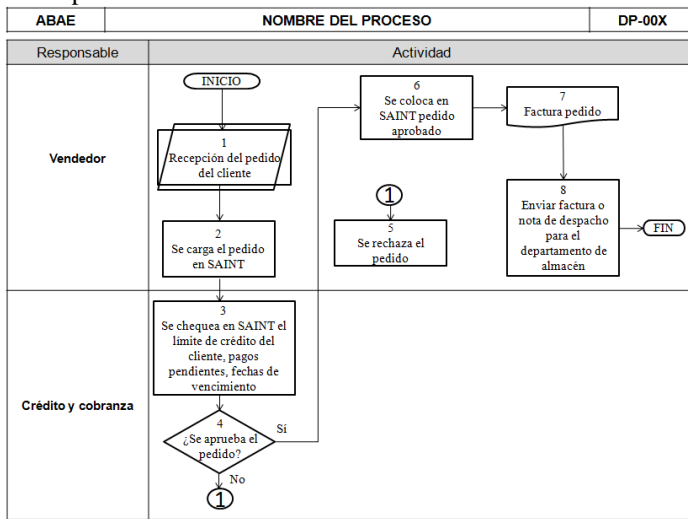 ABAE
NOMBRE DEL PROCESO
DP-00X
Responsable
Actividad
Vendedor
INICIO
1
Recepción del pedido
del cliente
2
Se carga el pedido
en SAINT
6
Se coloca en
SAINT pedido
aprobado
7
Factura pedido
1
5
Se rechaza el
pedido
8
Enviar factura o
nota de despacho
para el
departamento de
almacén
FIN
Crédito y cobranza
3
Se chequea en SAINT el
límite de crédito del
cliente, pagos
pendientes, fechas de
vencimiento
4
¿Se aprueba el
pedido?
Sí
No
1